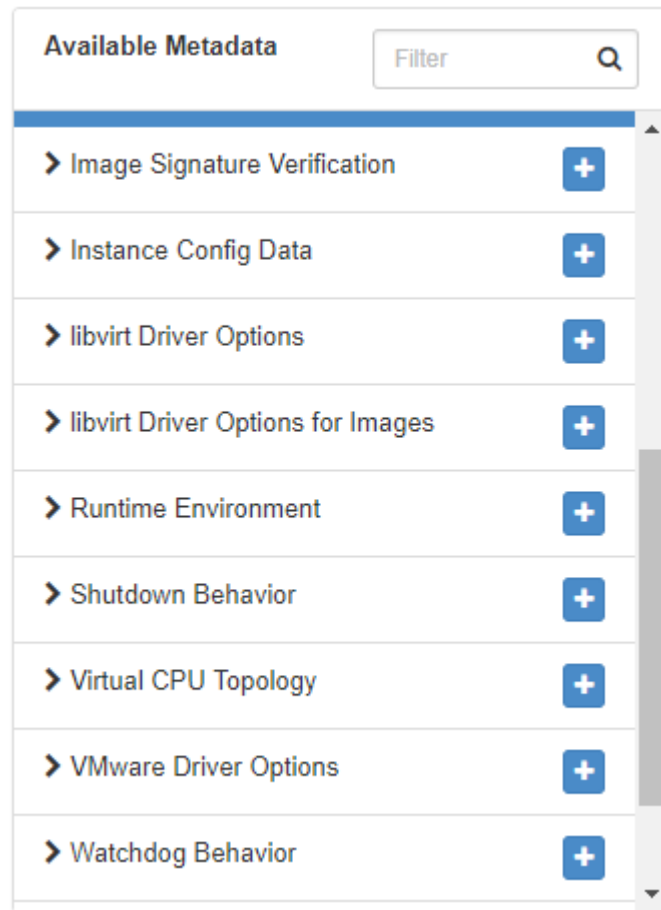 Available Metadata
Filter
Image Signature Verification
Instance Config Data
libvirt Driver Options
libvirt Driver Options for Images
Runtime Environment
Shutdown Behavior
Virtual CPU Topology
VMware Driver Options
Watchdog Behavior